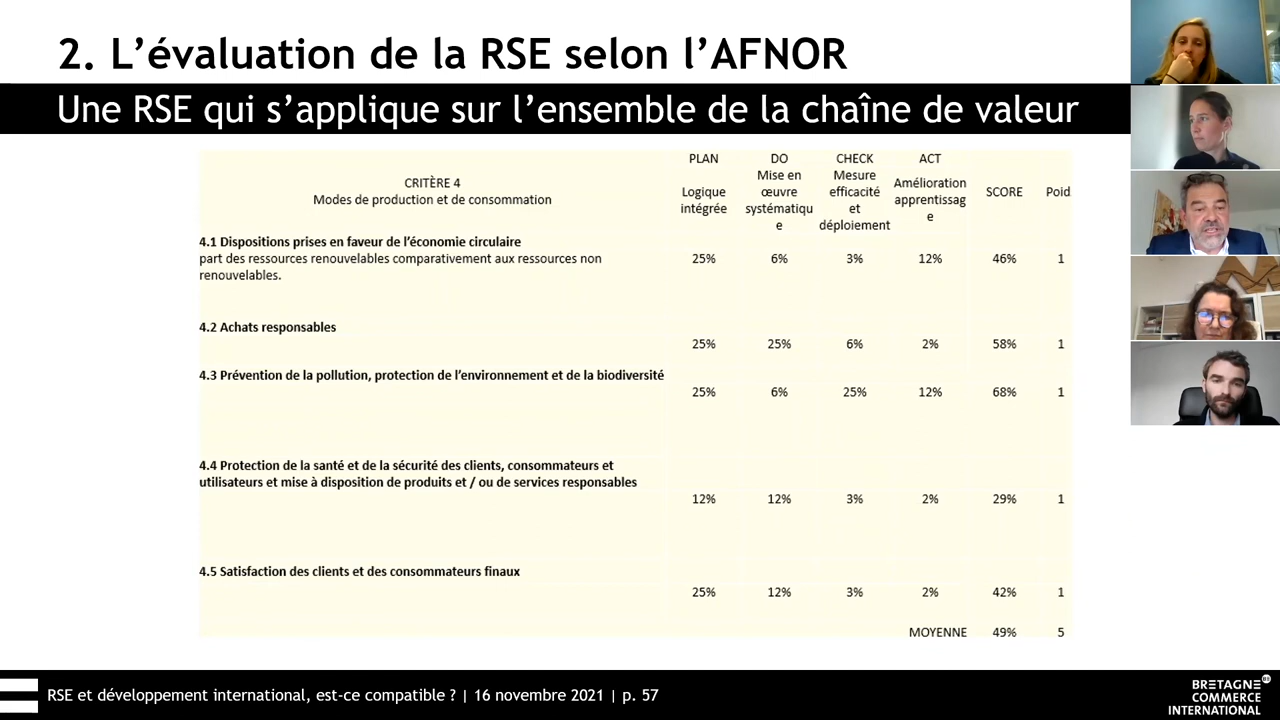 2. L’évaluation de la RSE selon l’AFNOR
Une RSE qui s’applique sur l’ensemble de la chaîne de valeur
CRITÈRE 4
Modes de production et de consommation
PLAN
Logique
intégrée
DO
Mise en
œuvre
systématiqu
e
CHECK
Mesure
efficacité
et
déploiement
ACT
Amélioration
apprentissag
e
SCORE
Poid
4.1 Dispositions prises en faveur de l’économie circulaire
part des ressources renouvelables comparativement aux ressources non
renouvelables.
25% 6% 3% 12% 46% 1
4.2 Achats responsables
25% 25% 6% 2% 58% 1
4.3 Prévention de la pollution, protection de l’environnement et de la biodiversité
25% 6% 25% 12% 68% 1
4.4 Protection de la santé et de la sécurité des clients, consommateurs et
utilisateurs et mise à disposition de produits et / ou de services responsables
12% 12% 3% 2% 29% 1
4.5 Satisfaction des clients et des consommateurs finaux
25% 12% 3% 2% 42% 1
MOYENNE 49% 5
RSE et développement international, est-ce compatible ? | 16 novembre 2021 | p. 57
BRETAGNE
COMMERCE
INTERNATIONAL